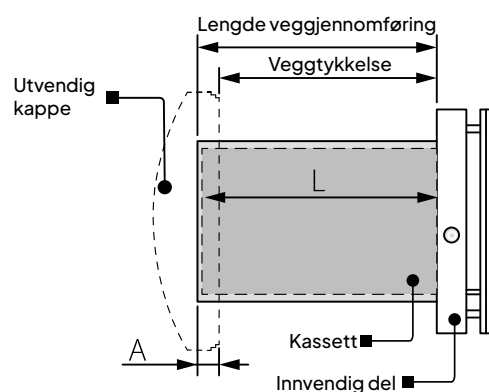 Lengde veggjennomføring
Veggtykkelse
Utvendig
kappe
L
A
Kassett
Innvendig del